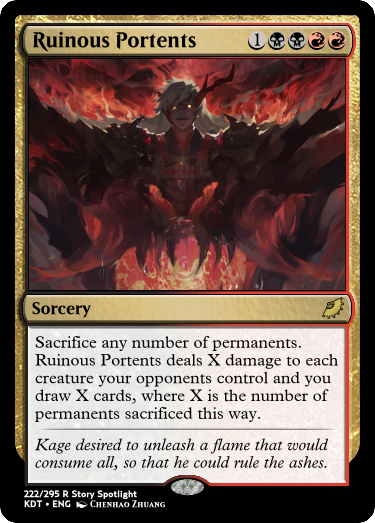 Ruinous Portents 1
Sorcery
Sacrifice any number of permanents.
Ruinous Portents deals X damage to each
creature your opponents control and you
draw X cards, where X is the number of
permanents sacrificed this way.
Kage desired to unleash a flame that would
consume all, so that he could rule the ashes.
222/295 R Story Spotlight
KDT • ENG Chenhao Zhuang